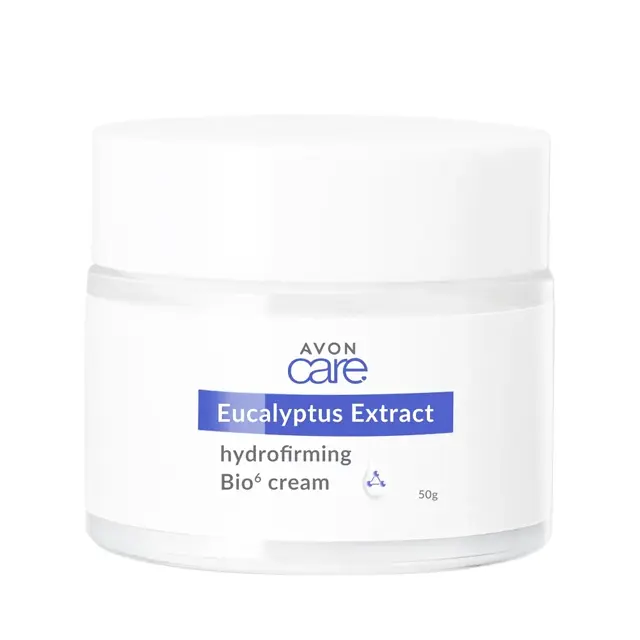 AVON
care
Eucalyptus Extract
hydrofirming
Bio⁶ cream
50g